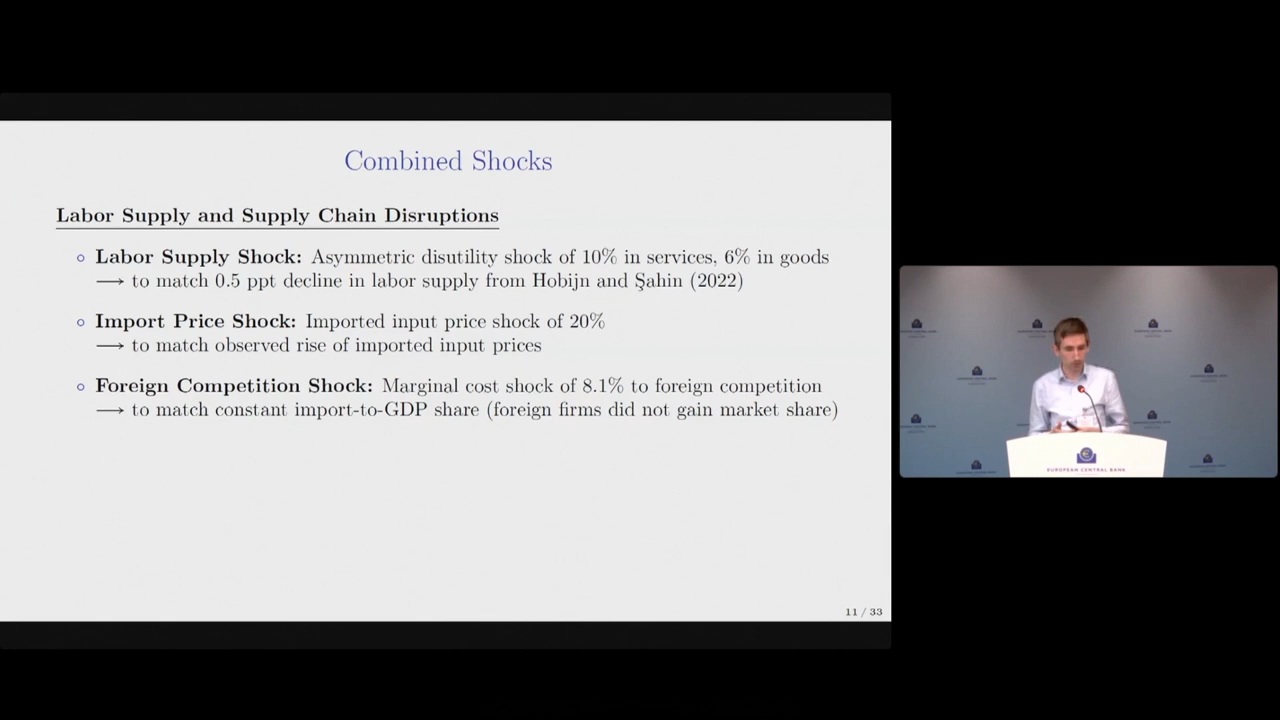 Combined Shocks
Labor Supply and Supply Chain Disruptions
Labor Supply Shock: Asymmetric disutility shock of 10% in services, 6% in goods
⟶ to match 0.5 ppt decline in labor supply from Hobijn and Şahin (2022)
Import Price Shock: Imported input price shock of 20%
⟶ to match observed rise of imported input prices
Foreign Competition Shock: Marginal cost shock of 8.1% to foreign competition
⟶ to match constant import-to-GDP share (foreign firms did not gain market share)
11 / 33
EUROPEAN CENTRAL BANK